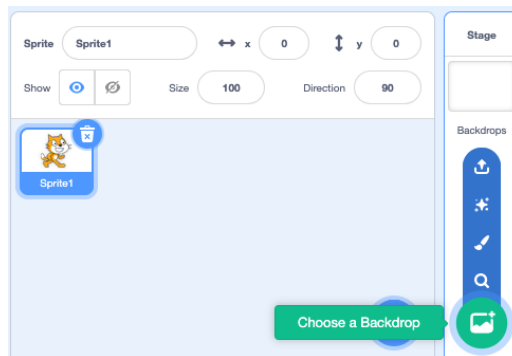 Sprite Sprite1 x 0 y 0
Show Size 100 Direction 90
Sprite1
Stage
Backdrops
Choose a Backdrop